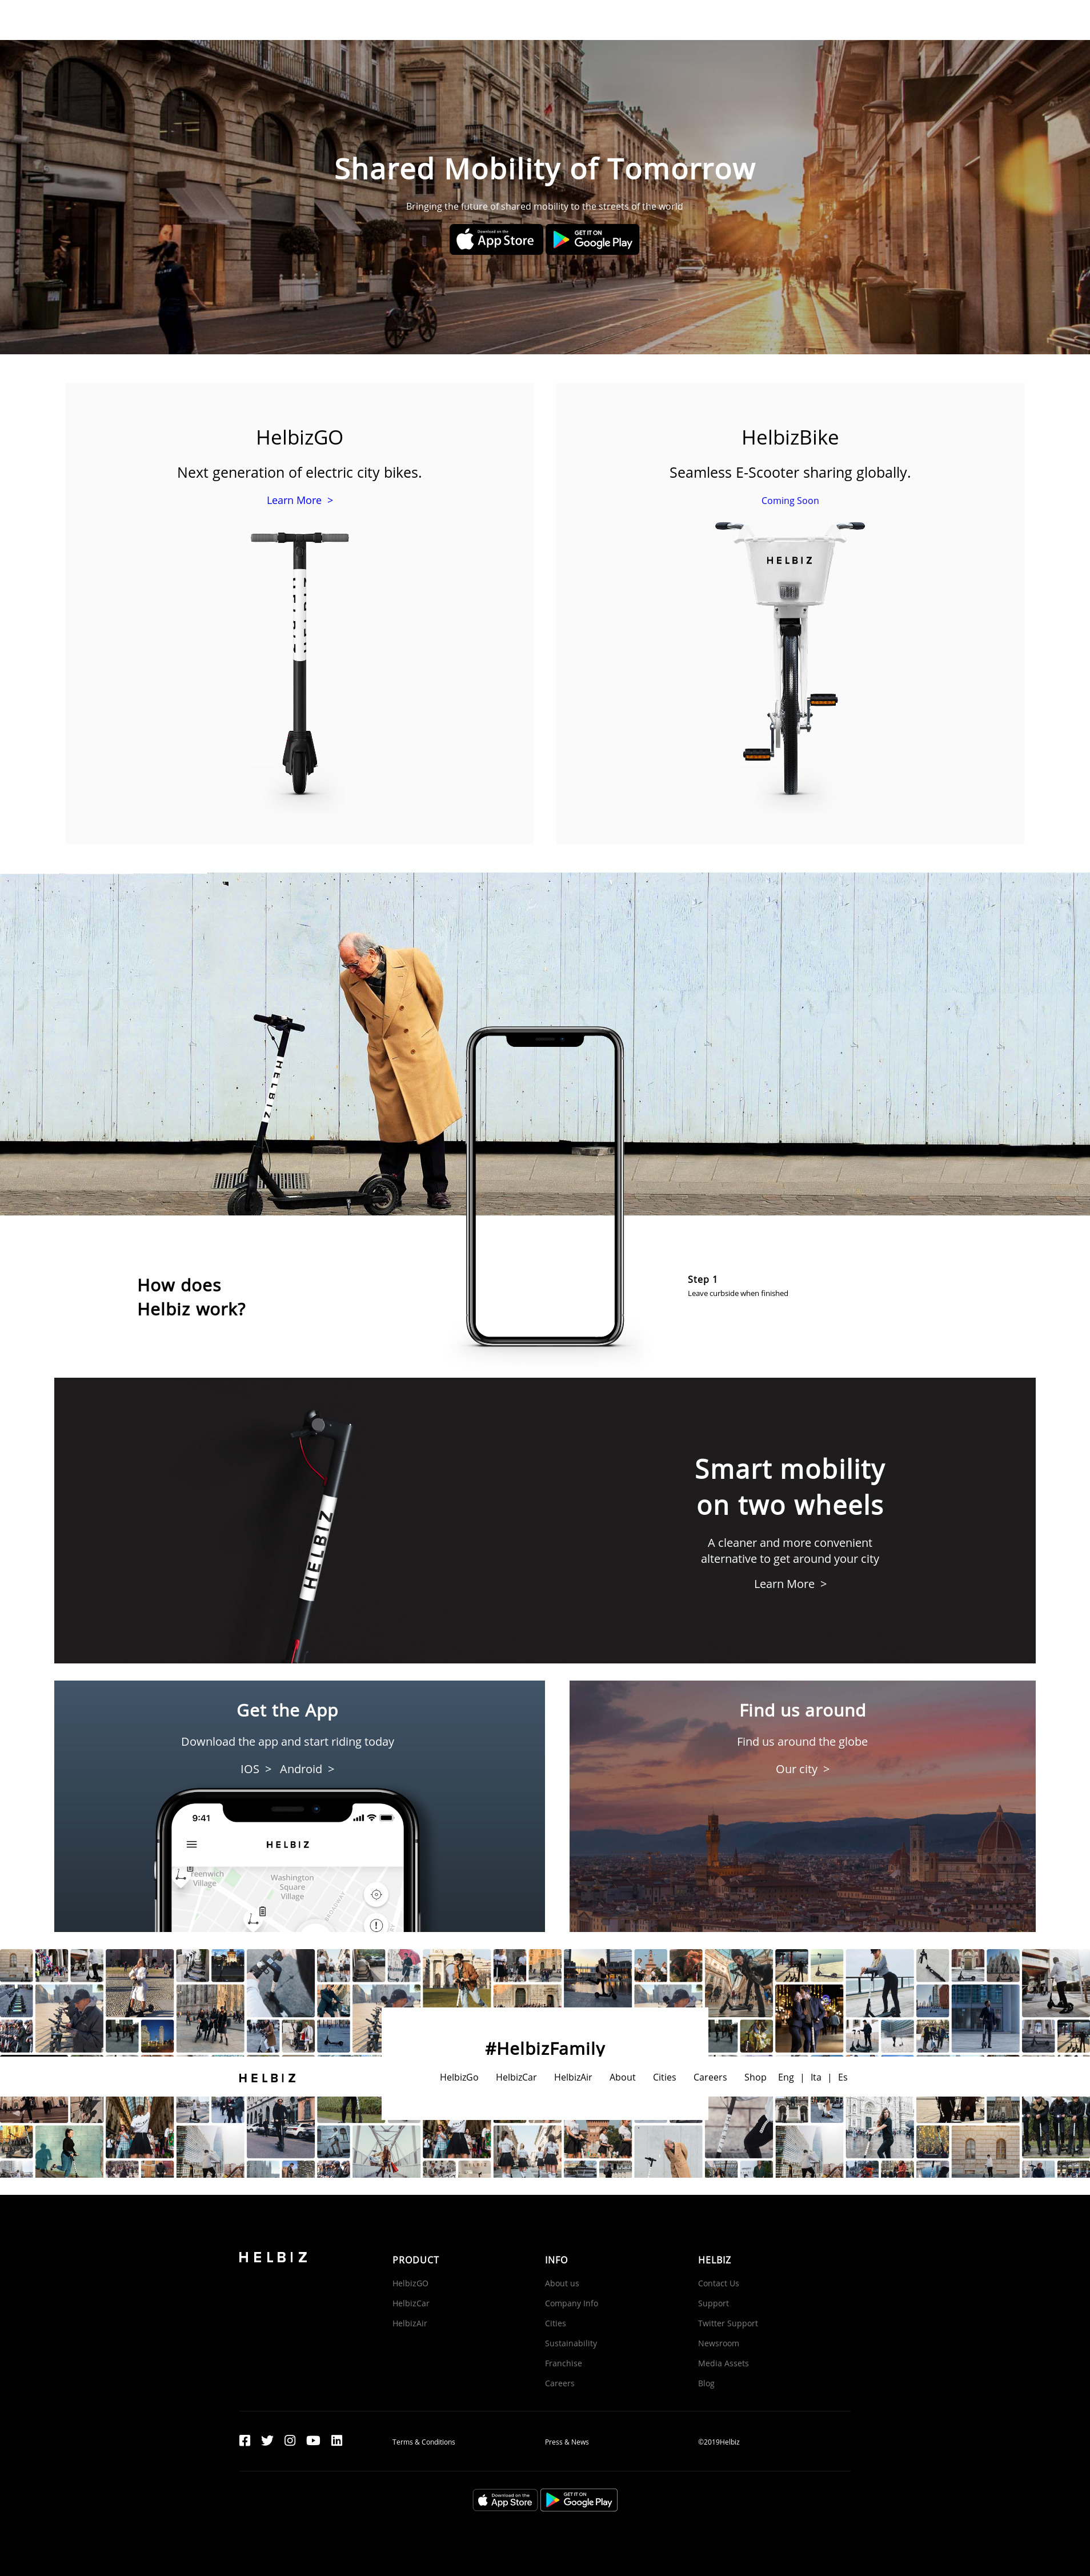 Shared Mobility of Tomorrow
Bringing the future of shared mobility to the streets of the world
Download on the
App Store
GET IT ON
Google Play
HelbizGO
Next generation of electric city bikes.
Learn More >
HELBIZ
HelbizBike
Seamless E-Scooter sharing globally.
Coming Soon
HELBIZ
HELBIZ
How does
Helbiz work?
Step 1
Leave curbside when finished
HELBIZ
Smart mobility
on two wheels
A cleaner and more convenient
alternative to get around your city
Learn More >
Get the App
Download the app and start riding today
IOS > Android >
9:41
HELBIZ
reenwich
Village
Washington
Square
Village
BROADWAY
Find us around
Find us around the globe
Our city >
#HelbizFamily
HELBIZ
HelbizGo HelbizCar HelbizAir About Cities Careers Shop Eng | Ita | Es
HELBIZ
PRODUCT
HelbizGO
HelbizCar
HelbizAir
INFO
About us
Company Info
Cities
Sustainability
Franchise
Careers
HELBIZ
Contact Us
Support
Twitter Support
Newsroom
Media Assets
Blog
Terms & Conditions
Press & News
©2019Helbiz
Download on the
App Store
GET IT ON
Google Play